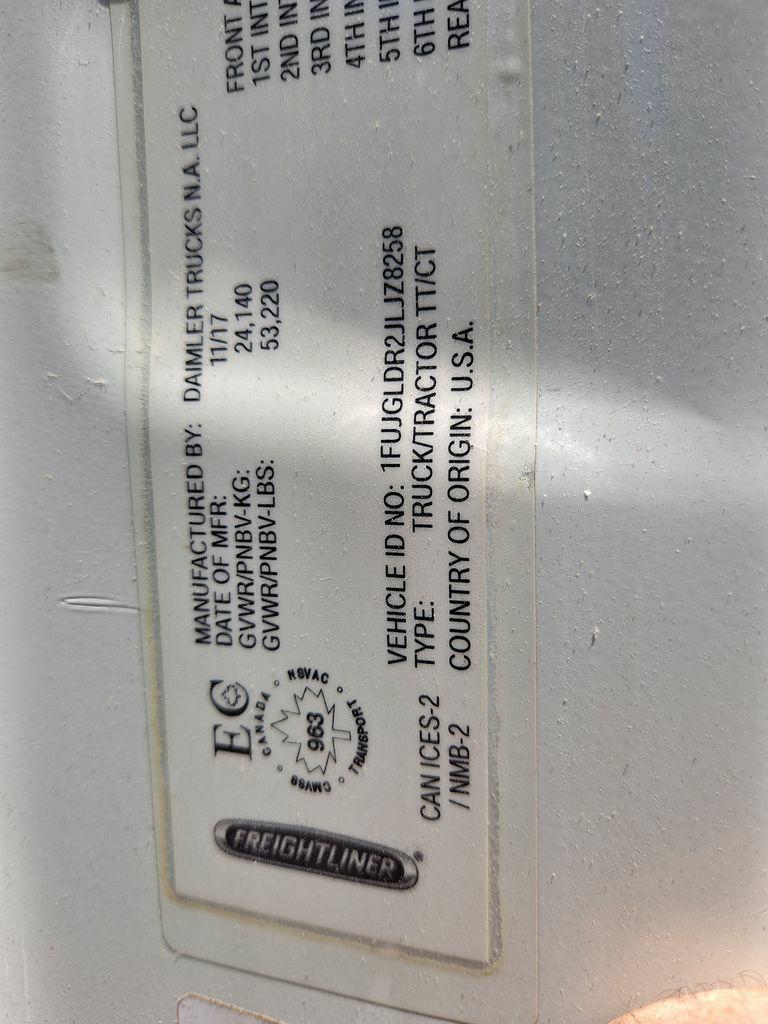 FREIGHTLINER®
EC
CANADA
NSVAC
TRANSPORT
CMVSS
963
MANUFACTURED BY: DAIMLER TRUCKS N.A. LLC
DATE OF MFR: 11/17
GVWR/PNBV-KG: 24,140
GVWR/PNBV-LBS: 53,220
FRONT A
1ST INT
2ND IN
3RD IN
4TH IN
5TH I
6TH
REA
VEHICLE ID NO: 1FUJGLDR2JLJZ8258
CAN ICES-2 TYPE: TRUCK/TRACTOR TT/CT
/ NMB-2 COUNTRY OF ORIGIN: U.S.A.